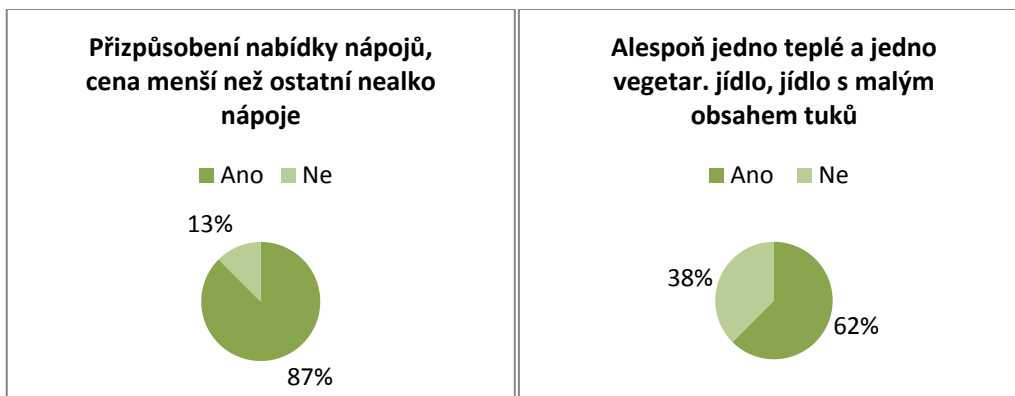 Přizpůsobení nabídky nápojů,
cena menší než ostatní nealko
nápoje
Ano Ne
13%
87%
Alespoň jedno teplé a jedno
vegetar. jídlo, jídlo s malým
obsahem tuků
Ano Ne
38%
62%